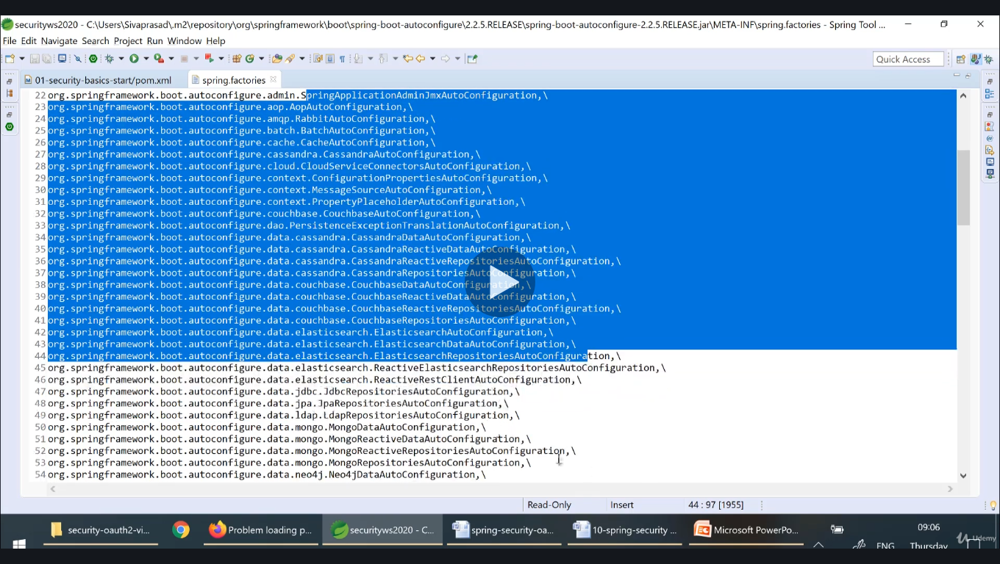 securityws2020 - C:\Users\Sivaprasad\.m2\repository\org\springframework\boot\spring-boot-autoconfigure\2.2.5.RELEASE\spring-boot-autoconfigure-2.2.5.RELEASE.jar\META-INF\spring.factories - Spring Tool ...
File Edit Navigate Search Project Run Window Help
Quick Access
01-security-basics-start/pom.xml spring.factories
22 org.springframework.boot.autoconfigure.admin.SpringApplicationAdminJmxAutoConfiguration,\
23 org.springframework.boot.autoconfigure.aop.AopAutoConfiguration,\
24 org.springframework.boot.autoconfigure.amqp.RabbitAutoConfiguration,\
25 org.springframework.boot.autoconfigure.batch.BatchAutoConfiguration,\
26 org.springframework.boot.autoconfigure.cache.CacheAutoConfiguration,\
27 org.springframework.boot.autoconfigure.cassandra.CassandraAutoConfiguration,\
28 org.springframework.boot.autoconfigure.cloud.CloudServiceConnectorsAutoConfiguration,\
29 org.springframework.boot.autoconfigure.context.ConfigurationPropertiesAutoConfiguration,\
30 org.springframework.boot.autoconfigure.context.MessageSourceAutoConfiguration,\
31 org.springframework.boot.autoconfigure.context.PropertyPlaceholderAutoConfiguration,\
32 org.springframework.boot.autoconfigure.couchbase.CouchbaseAutoConfiguration,\
33 org.springframework.boot.autoconfigure.dao.PersistenceExceptionTranslationAutoConfiguration,\
34 org.springframework.boot.autoconfigure.data.cassandra.CassandraDataAutoConfiguration,\
35 org.springframework.boot.autoconfigure.data.cassandra.CassandraReactiveDataAutoConfiguration,\
36 org.springframework.boot.autoconfigure.data.cassandra.CassandraReactiveRepositoriesAutoConfiguration,\
37 org.springframework.boot.autoconfigure.data.cassandra.CassandraRepositoriesAutoConfiguration,\
38 org.springframework.boot.autoconfigure.data.couchbase.CouchbaseDataAutoConfiguration,\
39 org.springframework.boot.autoconfigure.data.couchbase.CouchbaseReactiveDataAutoConfiguration,\
40 org.springframework.boot.autoconfigure.data.couchbase.CouchbaseReactiveRepositoriesAutoConfiguration,\
41 org.springframework.boot.autoconfigure.data.couchbase.CouchbaseRepositoriesAutoConfiguration,\
42 org.springframework.boot.autoconfigure.data.elasticsearch.ElasticsearchAutoConfiguration,\
43 org.springframework.boot.autoconfigure.data.elasticsearch.ElasticsearchDataAutoConfiguration,\
44 org.springframework.boot.autoconfigure.data.elasticsearch.ElasticsearchRepositoriesAutoConfiguration,\
45 org.springframework.boot.autoconfigure.data.elasticsearch.ReactiveElasticsearchRepositoriesAutoConfiguration,\
46 org.springframework.boot.autoconfigure.data.elasticsearch.ReactiveRestClientAutoConfiguration,\
47 org.springframework.boot.autoconfigure.data.jdbc.JdbcRepositoriesAutoConfiguration,\
48 org.springframework.boot.autoconfigure.data.jpa.JpaRepositoriesAutoConfiguration,\
49 org.springframework.boot.autoconfigure.data.ldap.LdapRepositoriesAutoConfiguration,\
50 org.springframework.boot.autoconfigure.data.mongo.MongoDataAutoConfiguration,\
51 org.springframework.boot.autoconfigure.data.mongo.MongoReactiveDataAutoConfiguration,\
52 org.springframework.boot.autoconfigure.data.mongo.MongoReactiveRepositoriesAutoConfiguration,\
53 org.springframework.boot.autoconfigure.data.mongo.MongoRepositoriesAutoConfiguration,\
54 org.springframework.boot.autoconfigure.data.neo4j.Neo4jDataAutoConfiguration,\
Read-Only Insert 44 : 97 [1955]
security-oauth2-vi... Problem loading p... securityws2020 - C... spring-security-oa... 10-spring-security ... Microsoft PowerPo... 09:06
ENG Thursday
Udemy